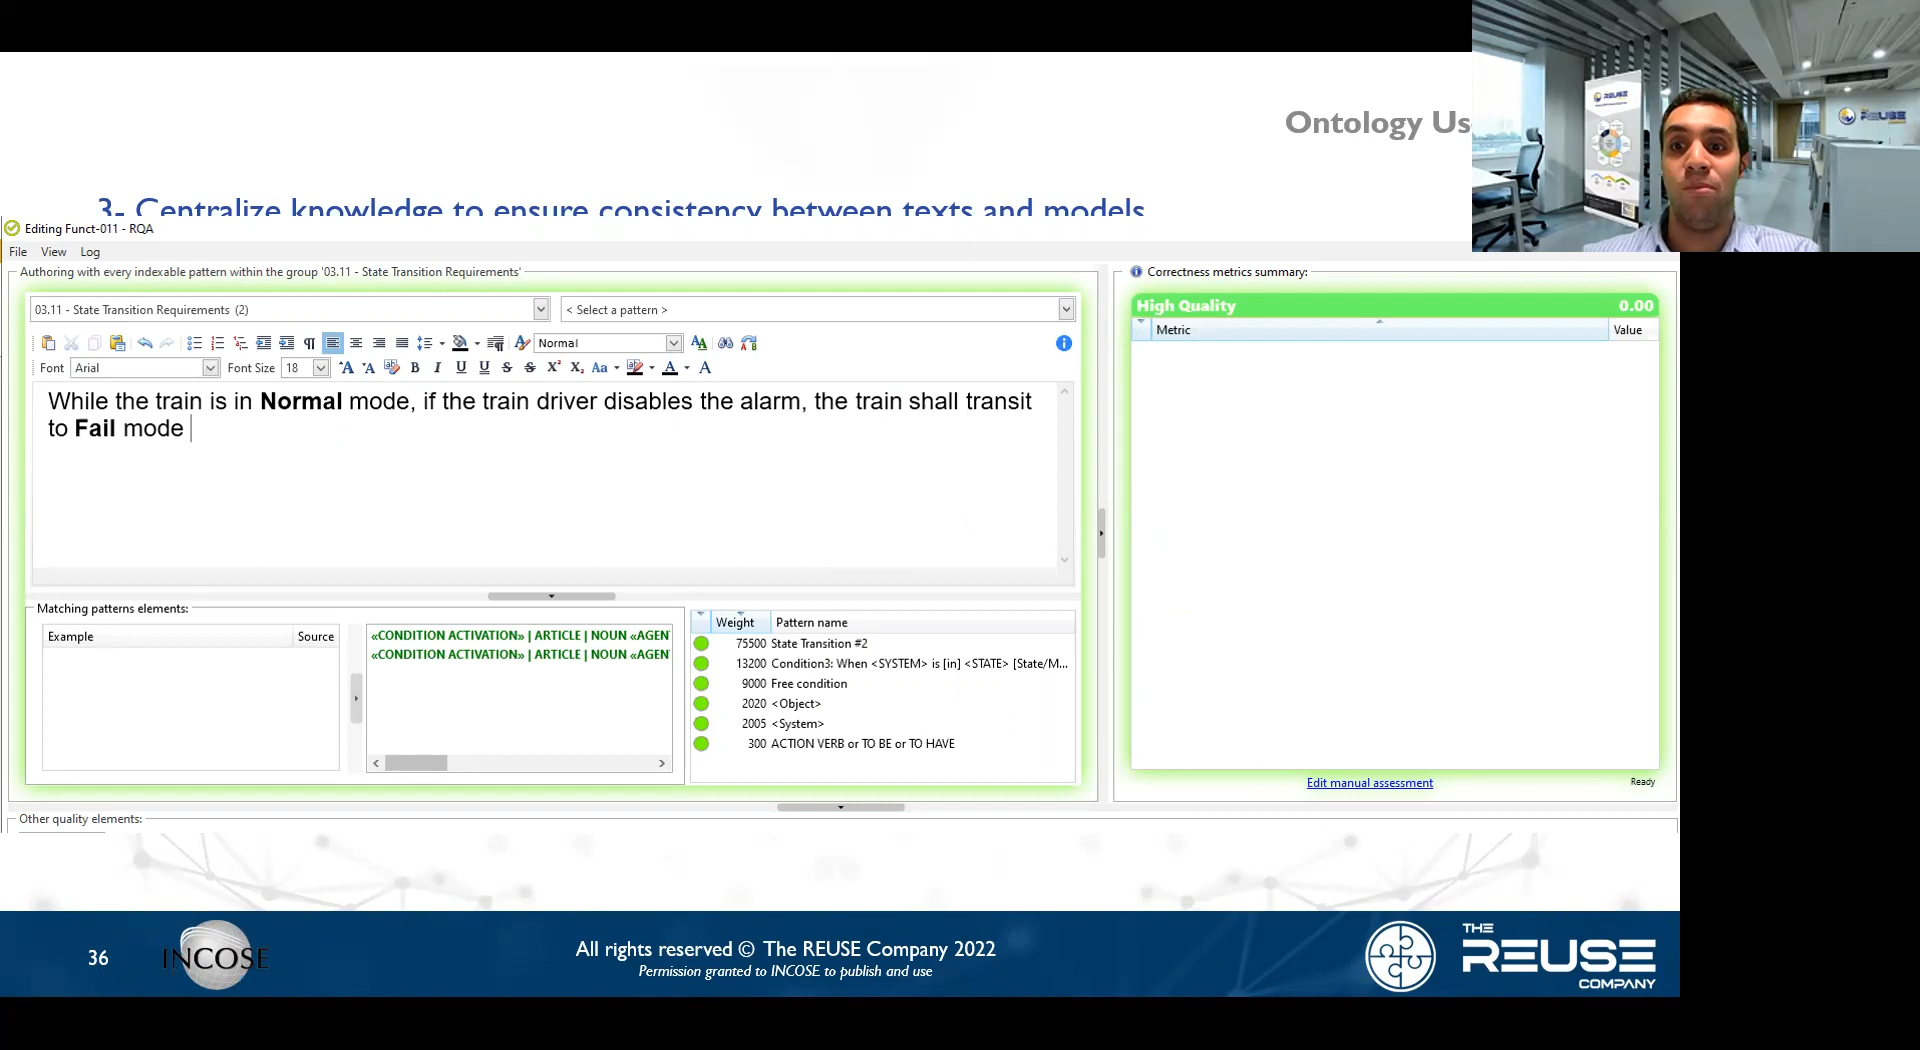 Ontology Us
3- Centralize knowledge to ensure consistency between texts and models
Editing Funct-011 - RQA
File View Log
Authoring with every indexable pattern within the group '03.11 - State Transition Requirements'
03.11 - State Transition Requirements (2)
< Select a pattern >
Normal
Font Arial Font Size 18
While the train is in Normal mode, if the train driver disables the alarm, the train shall transit
to Fail mode
Matching patterns elements:
Example Source
«CONDITION ACTIVATION» | ARTICLE | NOUN «AGEN
«CONDITION ACTIVATION» | ARTICLE | NOUN «AGEN
Weight Pattern name
75500 State Transition #2
13200 Condition3: When <SYSTEM> is [in] <STATE> [State/M...
9000 Free condition
2020 <Object>
2005 <System>
300 ACTION VERB or TO BE or TO HAVE
Correctness metrics summary:
High Quality 0.00
Metric Value
Edit manual assessment
Ready
Other quality elements:
REUSE
REUSE
36
INCOSE
All rights reserved © The REUSE Company 2022
Permission granted to INCOSE to publish and use
THE
REUSE
COMPANY